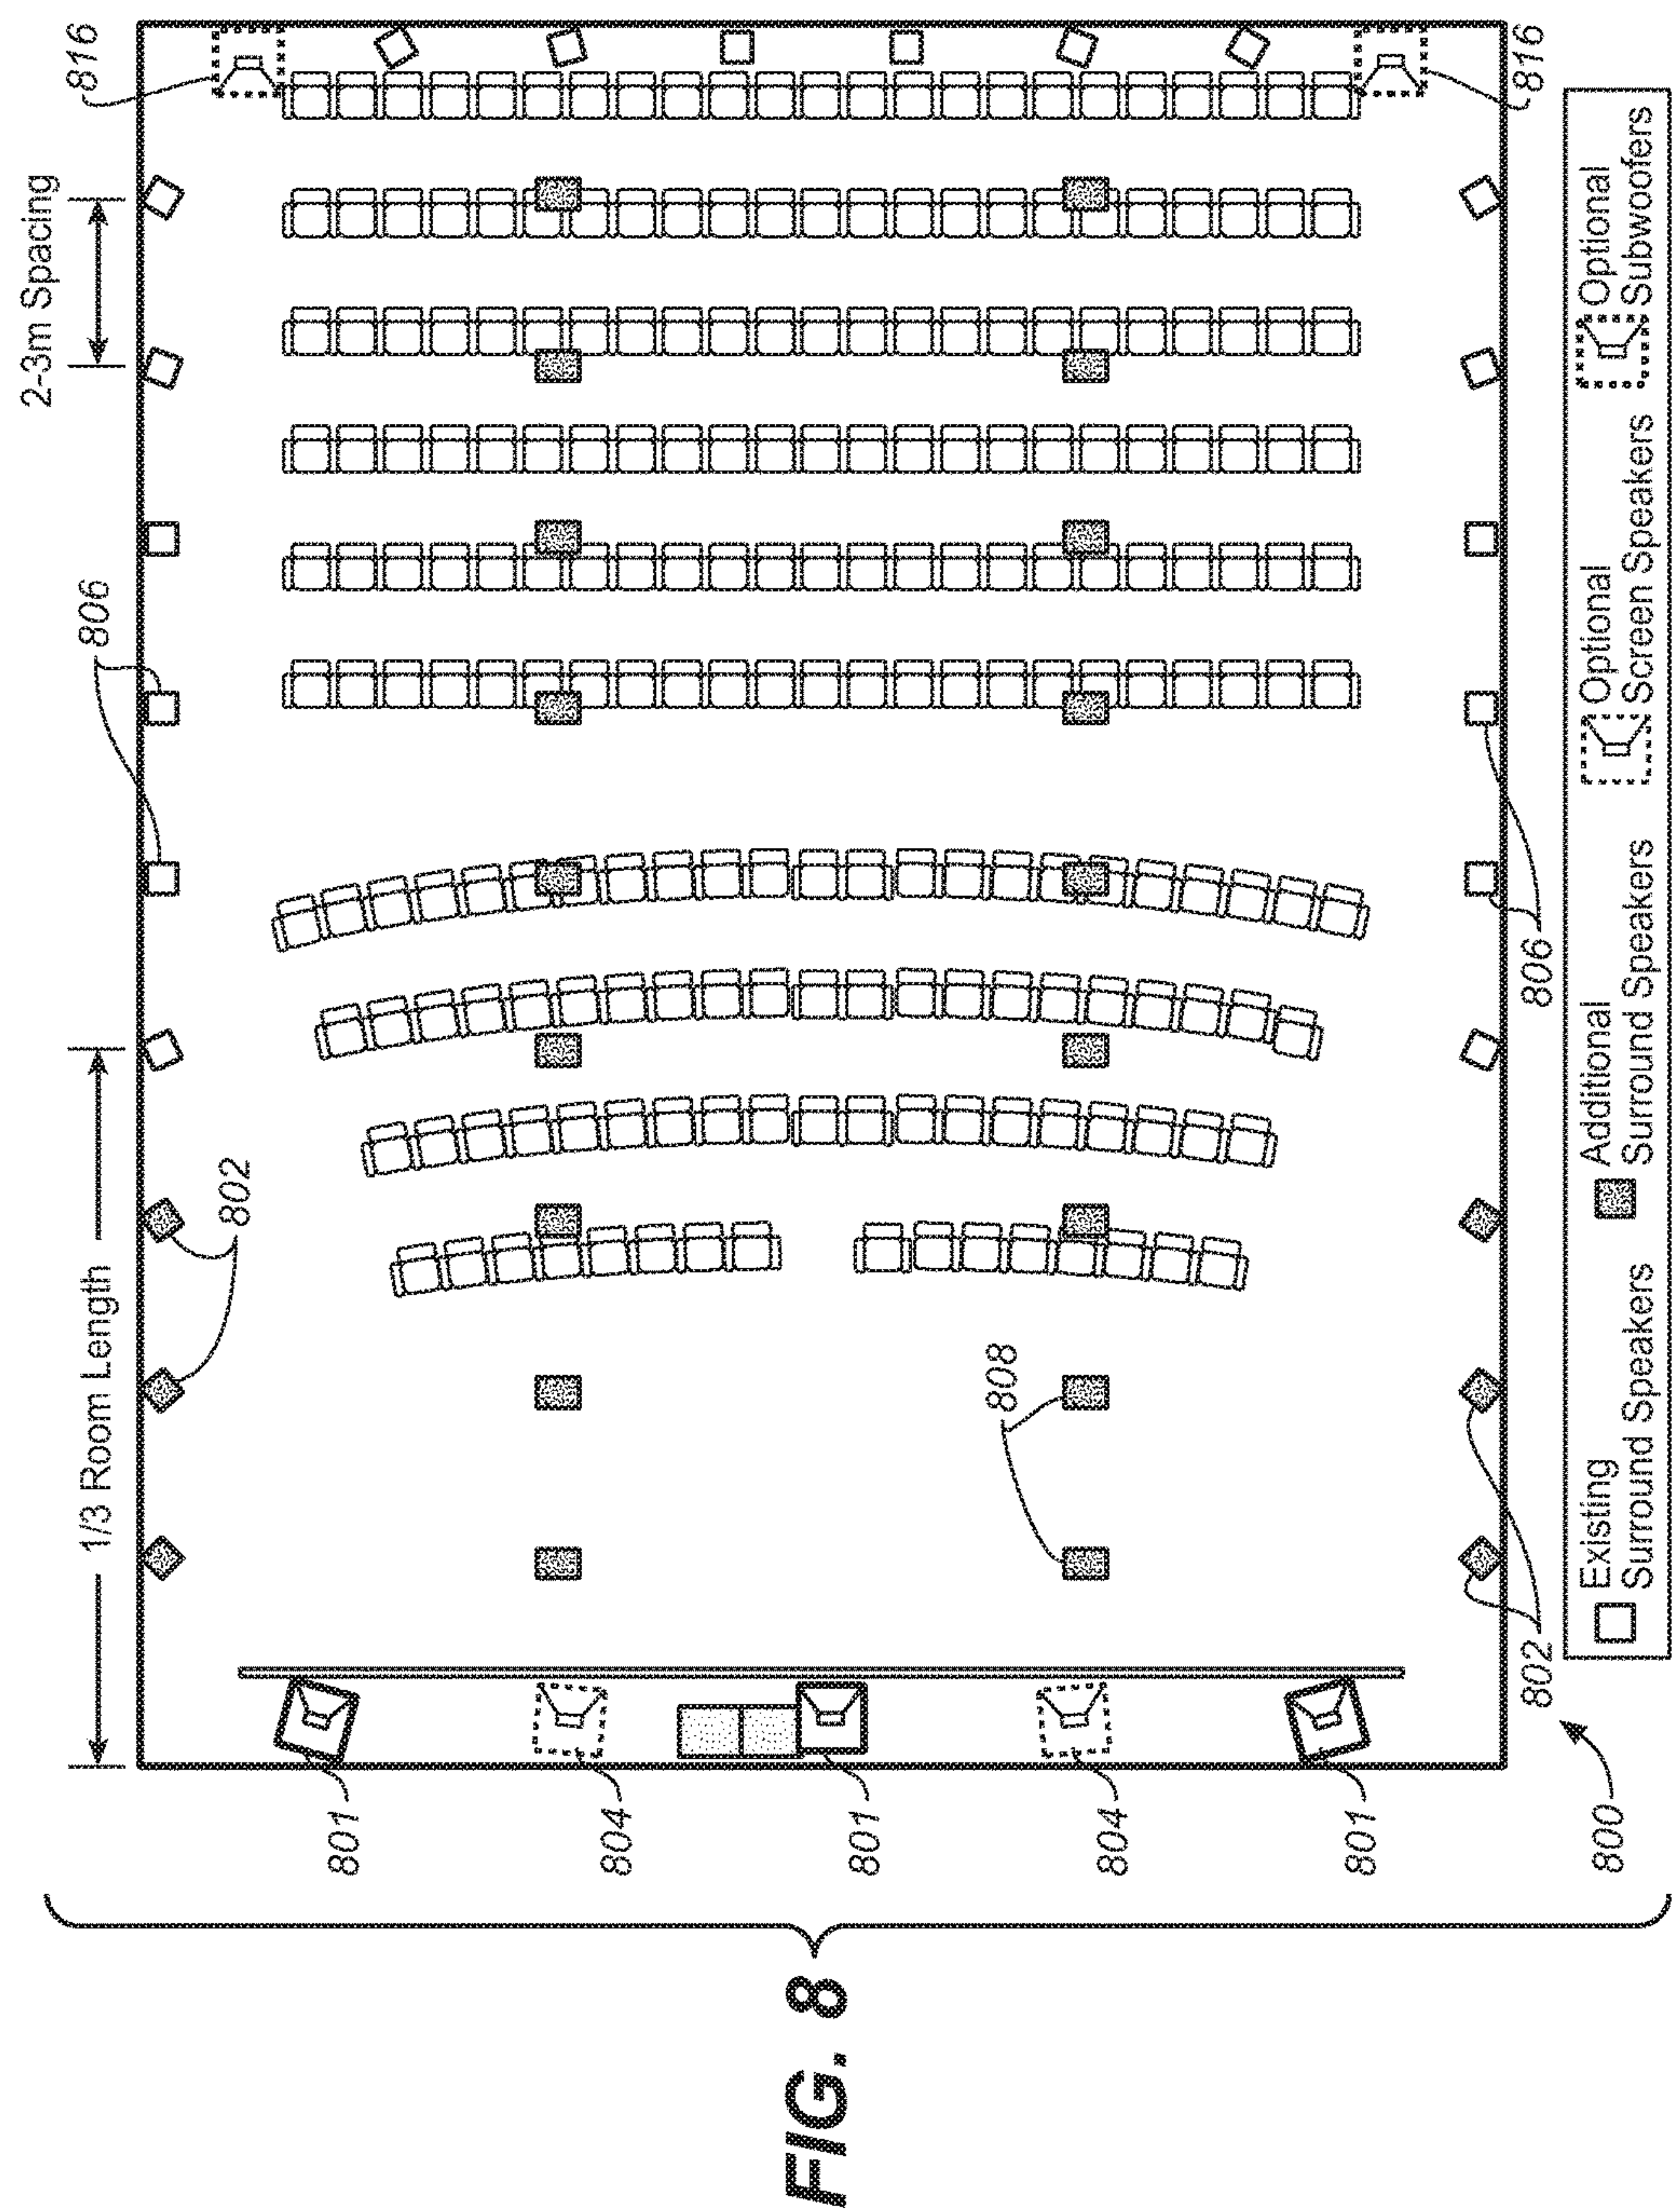 1/3 Room Length
2-3m Spacing
802
806
816
801
804
801
804
801
808
802
806
816
800
Existing
Surround Speakers
Additional
Surround Speakers
Optional
Screen Speakers
Optional
Subwoofers
FIG. 8